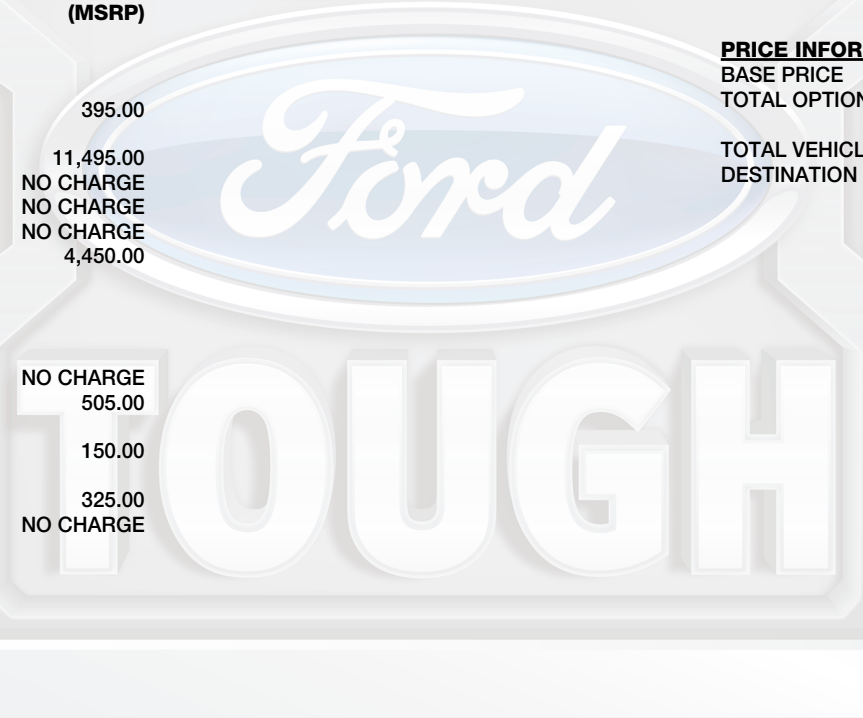 (MSRP)
395.00
11,495.00
NO CHARGE
NO CHARGE
NO CHARGE
4,450.00
NO CHARGE
505.00
150.00
325.00
NO CHARGE
PRICE INFOR
BASE PRICE
TOTAL OPTION
TOTAL VEHICL
DESTINATION
Ford
TOUGH